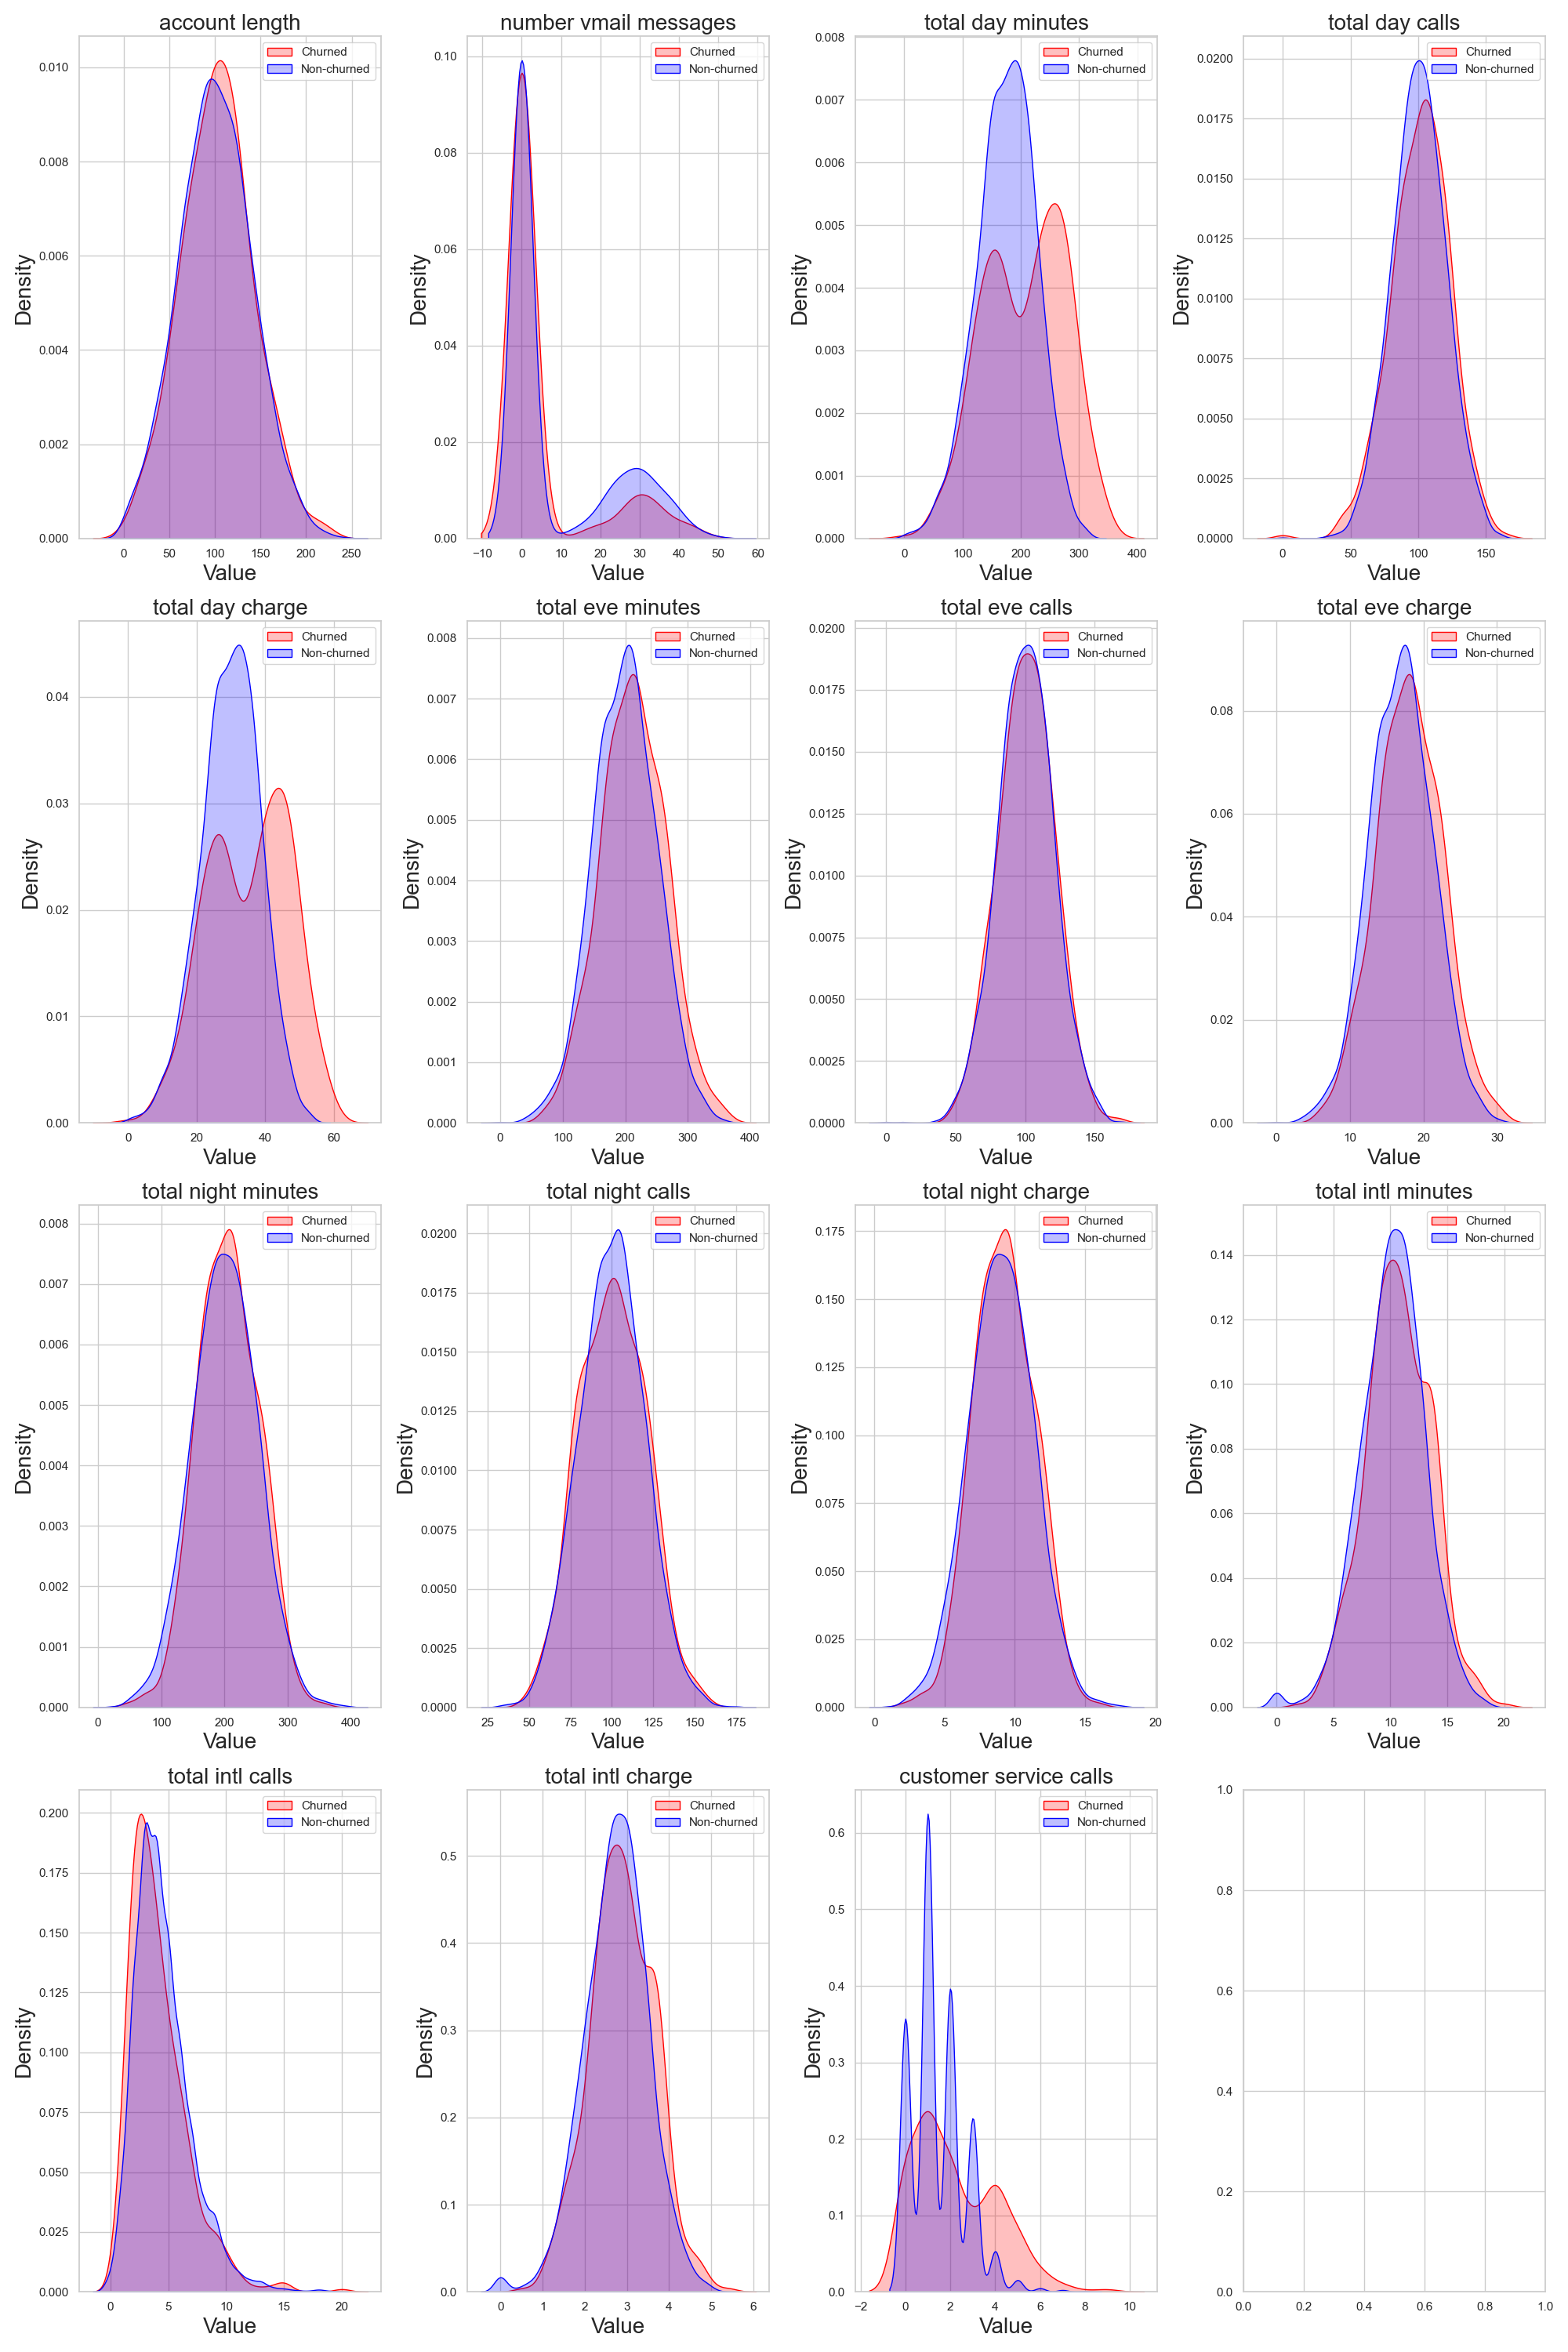 account length
Churned
Non-churned
0.010
0.008
0.006
0.004
0.002
0.000
Density
0 50 100 150 200 250
Value
number vmail messages
Churned
Non-churned
0.10
0.08
0.06
0.04
0.02
0.00
Density
−10 0 10 20 30 40 50 60
Value
total day minutes
Churned
Non-churned
0.008
0.007
0.006
0.005
0.004
0.003
0.002
0.001
0.000
Density
0 100 200 300 400
Value
total day calls
Churned
Non-churned
0.0200
0.0175
0.0150
0.0125
0.0100
0.0075
0.0050
0.0025
0.0000
Density
0 50 100 150
Value
total day charge
Churned
Non-churned
0.04
0.03
0.02
0.01
0.00
Density
0 20 40 60
Value
total eve minutes
Churned
Non-churned
0.008
0.007
0.006
0.005
0.004
0.003
0.002
0.001
0.000
Density
0 100 200 300 400
Value
total eve calls
Churned
Non-churned
0.0200
0.0175
0.0150
0.0125
0.0100
0.0075
0.0050
0.0025
0.0000
Density
0 50 100 150
Value
total eve charge
Churned
Non-churned
0.08
0.06
0.04
0.02
0.00
Density
0 10 20 30
Value
total night minutes
Churned
Non-churned
0.008
0.007
0.006
0.005
0.004
0.003
0.002
0.001
0.000
Density
0 100 200 300 400
Value
total night calls
Churned
Non-churned
0.0200
0.0175
0.0150
0.0125
0.0100
0.0075
0.0050
0.0025
0.0000
Density
25 50 75 100 125 150 175
Value
total night charge
Churned
Non-churned
0.175
0.150
0.125
0.100
0.075
0.050
0.025
0.000
Density
0 5 10 15 20
Value
total intl minutes
Churned
Non-churned
0.14
0.12
0.10
0.08
0.06
0.04
0.02
0.00
Density
0 5 10 15 20
Value
total intl calls
Churned
Non-churned
0.200
0.175
0.150
0.125
0.100
0.075
0.050
0.025
0.000
Density
0 5 10 15 20
Value
total intl charge
Churned
Non-churned
0.5
0.4
0.3
0.2
0.1
0.0
Density
0 1 2 3 4 5 6
Value
customer service calls
Churned
Non-churned
0.6
0.5
0.4
0.3
0.2
0.1
0.0
Density
−2 0 2 4 6 8 10
Value
1.0
0.8
0.6
0.4
0.2
0.0
0.0 0.2 0.4 0.6 0.8 1.0